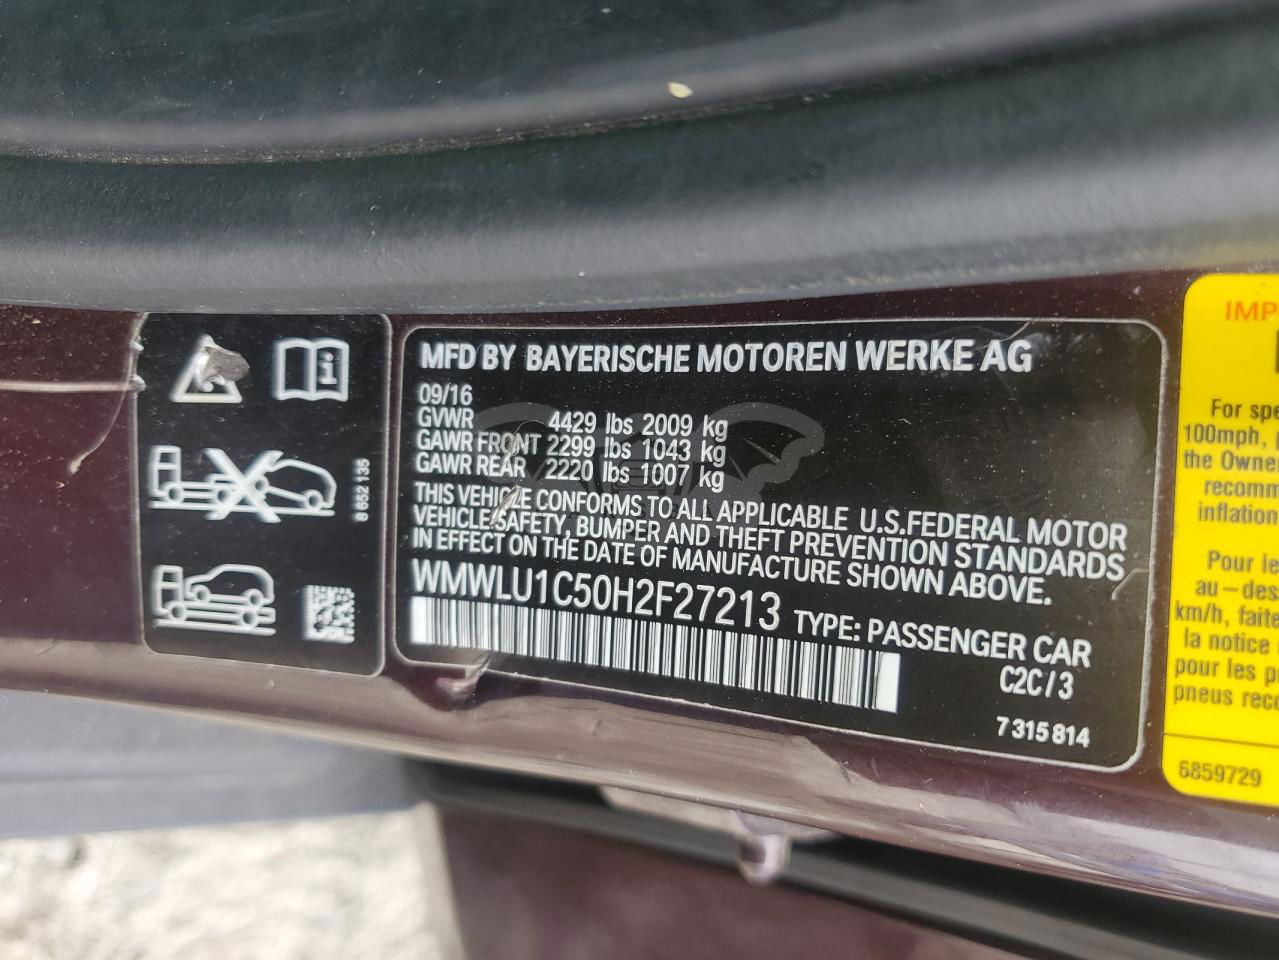 MFD BY BAYERISCHE MOTOREN WERKE AG
09/16
GVWR 4429 lbs 2009 kg
GAWR FRONT 2299 lbs 1043 kg
GAWR REAR 2220 lbs 1007 kg
THIS VEHICLE CONFORMS TO ALL APPLICABLE U.S.FEDERAL MOTOR
VEHICLE SAFETY, BUMPER AND THEFT PREVENTION STANDARDS
IN EFFECT ON THE DATE OF MANUFACTURE SHOWN ABOVE.
WMWLU1C50H2F27213 TYPE: PASSENGER CAR
C2C/3
7 315 814
8 652 135
IMP
For spe
100mph,
the Owne
recomm
inflation
Pour le
au-des
km/h, faite
la notice
pour les p
pneus reco
6859729